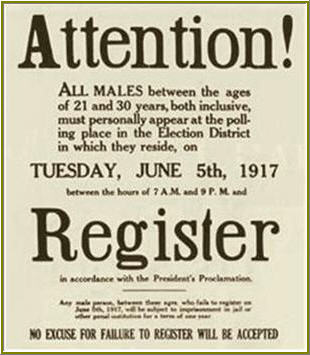 Attention!
ALL MALES between the ages
of 21 and 30 years, both inclusive,
must personally appear at the poll-
ing place in the Election District
in which they reside, on
TUESDAY, JUNE 5th, 1917
between the hours of 7 A.M. and 9 P.M. and
Register
in accordance with the President's Proclamation.
Any male person, between these ages, who fails to register on
June 5th, 1917, will be subject to imprisonment in jail or
other penal institution for a term of one year
NO EXCUSE FOR FAILURE TO REGISTER WILL BE ACCEPTED